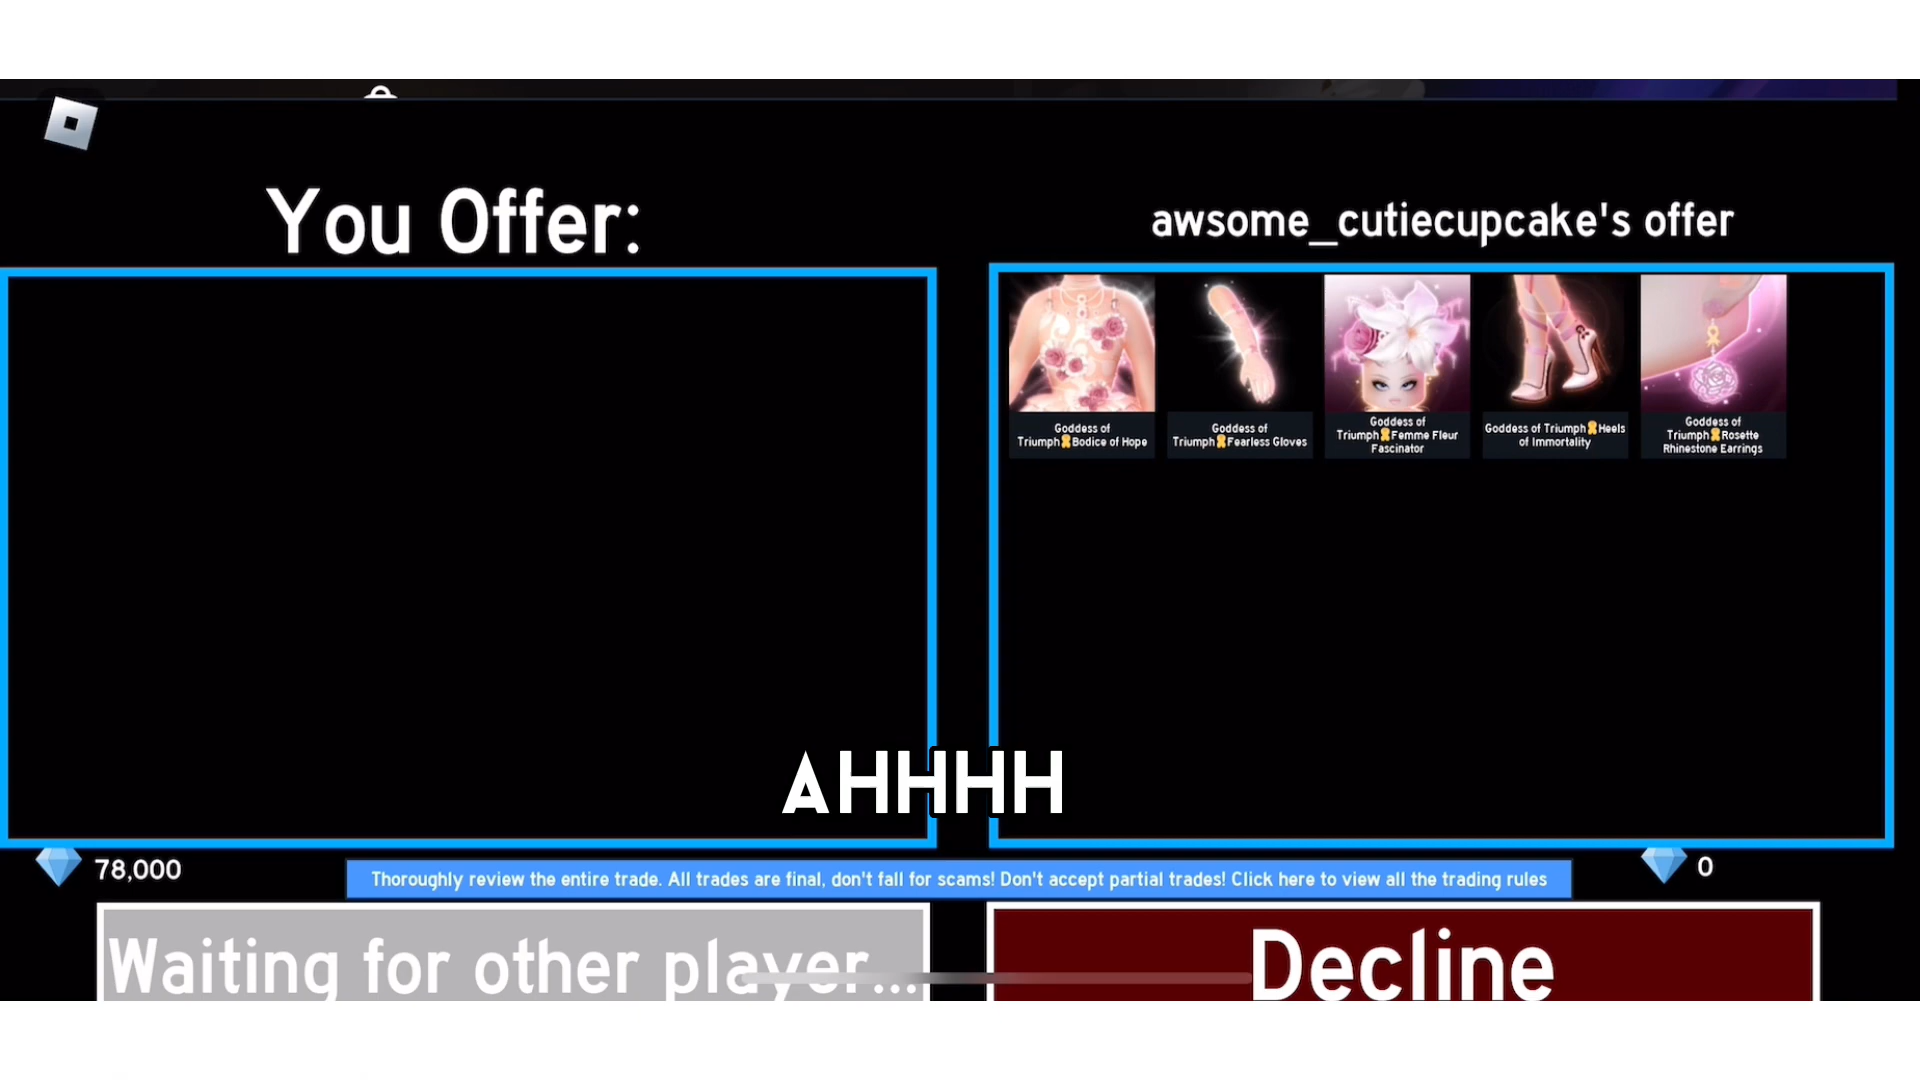 You Offer:
awsome_cutiecupcake's offer
Goddess of
Triumph🎗Bodice of Hope
Goddess of
Triumph🎗Fearless Gloves
Goddess of
Triumph🎗Femme Fleur
Fascinator
Goddess of Triumph🎗Heels
of Immortality
Goddess of
Triumph🎗Rosette
Rhinestone Earrings
AHHHH
78,000
Thoroughly review the entire trade. All trades are final, don't fall for scams! Don't accept partial trades! Click here to view all the trading rules
0
Waiting for other player...
Decline